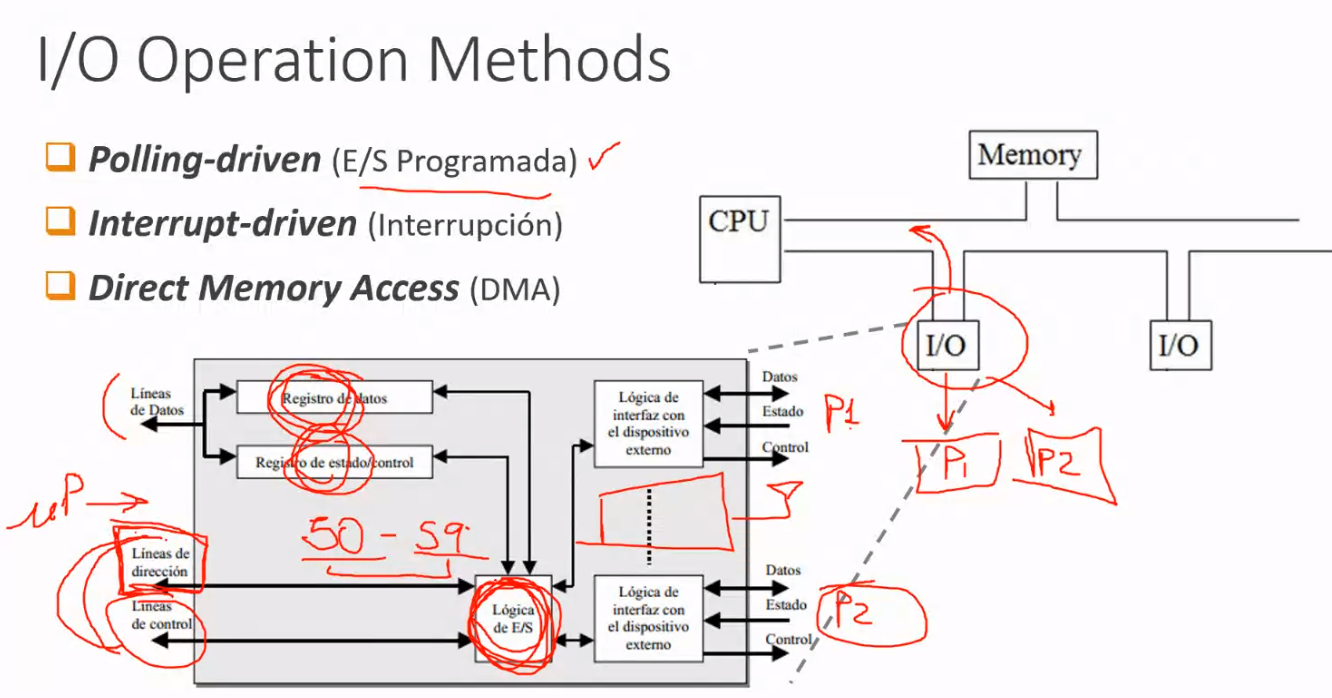 I/O Operation Methods
Polling-driven (E/S Programada)
Interrupt-driven (Interrupción)
Direct Memory Access (DMA)
Memory
CPU
I/O
I/O
P1
P2
Líneas
de Datos
Registro de datos
Registro de estado/control
μP
50 - 59
Líneas de
dirección
Líneas
de control
Lógica
de E/S
Lógica de
interfaz con
el dispositivo
externo
Datos
Estado
Control
P1
Lógica de
interfaz con
el dispositivo
externo
Datos
Estado
Control
P2